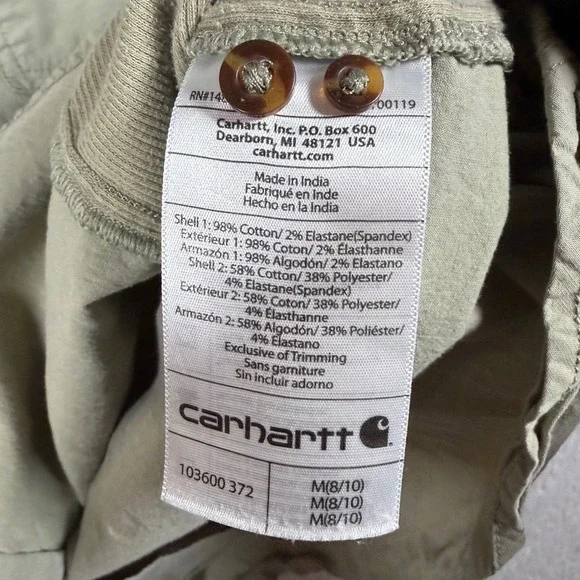 RN#14
00119
Carhartt, Inc. P.O. Box 600
Dearborn, MI 48121 USA
carhartt.com
Made in India
Fabriqué en Inde
Hecho en la India
Shell 1: 98% Cotton/ 2% Elastane(Spandex)
Extérieur 1: 98% Coton/ 2% Élasthanne
Armazón 1: 98% Algodón/ 2% Elastano
Shell 2: 58% Cotton/ 38% Polyester/
4% Elastane(Spandex)
Extérieur 2: 58% Coton/ 38% Polyester/
4% Élasthanne
Armazón 2: 58% Algodón/ 38% Poliéster/
4% Elastano
Exclusive of Trimming
Sans garniture
Sin incluir adorno
carhartt
103600 372
M(8/10)
M(8/10)
M(8/10)